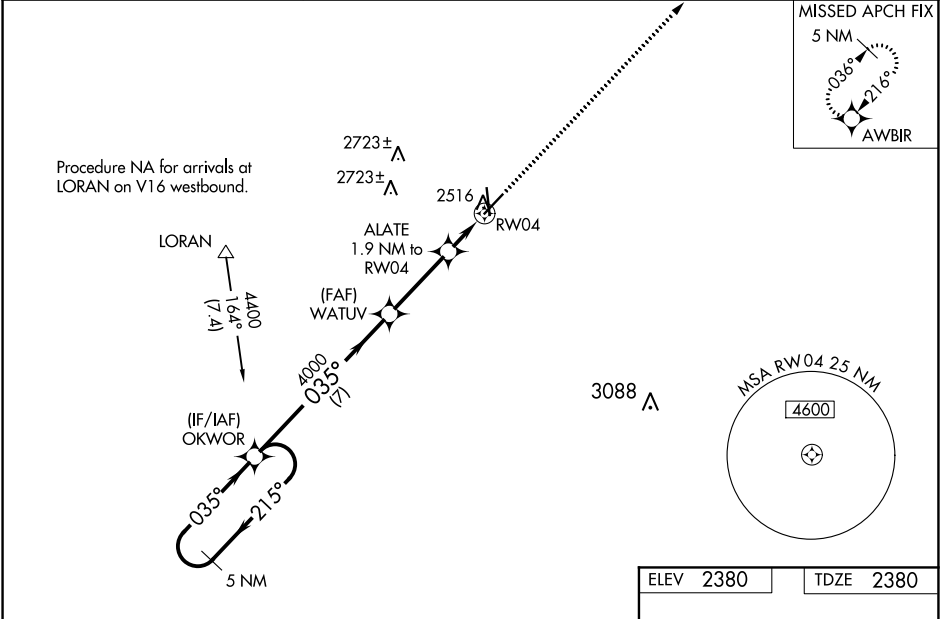 MISSED APCH FIX
5 NM
036°
216°
AWBIR
Procedure NA for arrivals at
LORAN on V16 westbound.
2723±
2723±
2516
RW04
ALATE
1.9 NM to
RW04
LORAN
4400
164°
(7.4)
(FAF)
WATUV
4000
035°
(7)
(IF/IAF)
OKWOR
035°
215°
5 NM
3088
MSA RW04 25 NM
4600
ELEV 2380
TDZE 2380